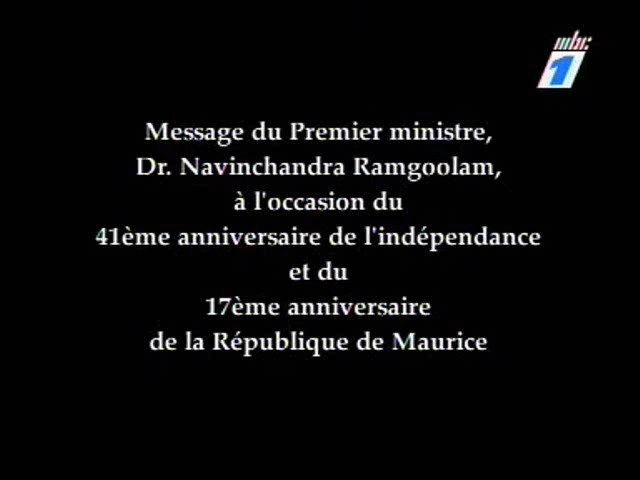 mbc
1
Message du Premier ministre,
Dr. Navinchandra Ramgoolam,
à l'occasion du
41ème anniversaire de l'indépendance
et du
17ème anniversaire
de la République de Maurice